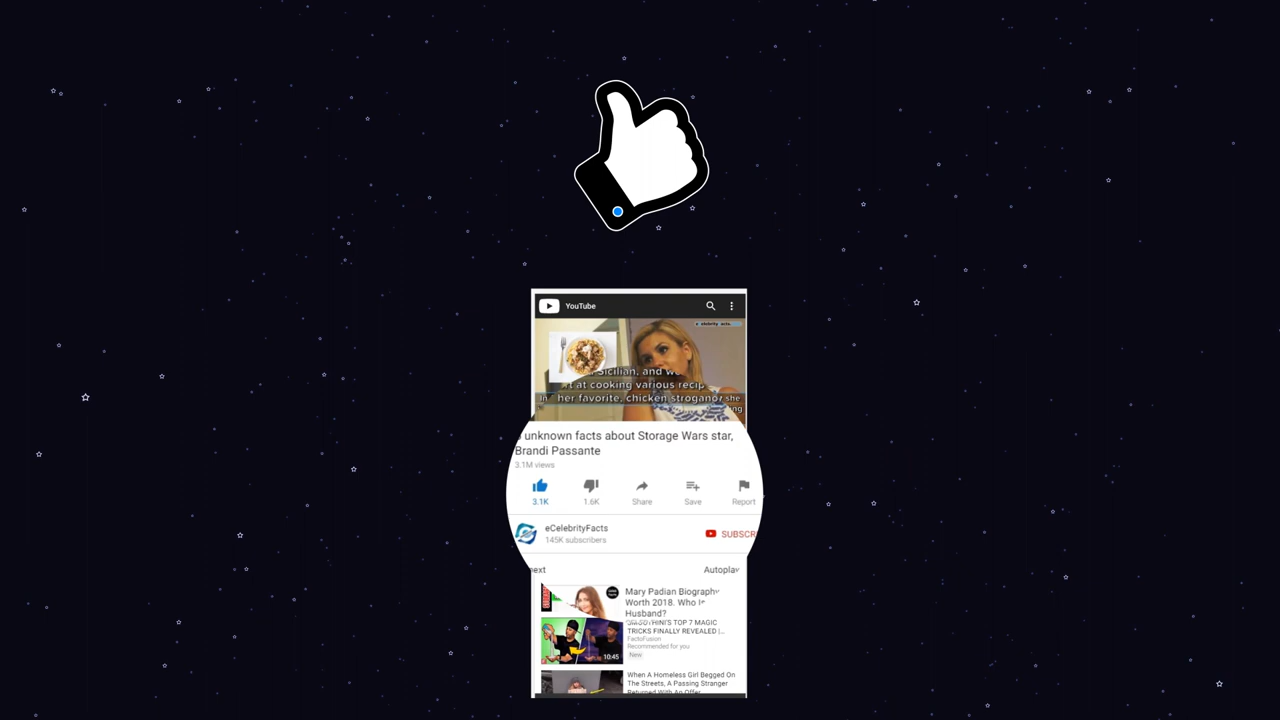 YouTube
Sicilian, and we
t at cooking various recip
her favorite, chicken stroganoff she
ing
unknown facts about Storage Wars star,
Brandi Passante
3.1M views
3.1K
1.6K
Share
Save
Report
eCelebrityFacts
145K subscribers
SUBSCR
next
Autoplay
Mary Padian Biography
Worth 2018. Who Is
Husband?
TOP 7 MAGIC
TRICKS FINALLY REVEALED |...
FactoFusion
Recommended for you
New
10:45
When A Homeless Girl Begged On
The Streets, A Passing Stranger
Returned With An Offer